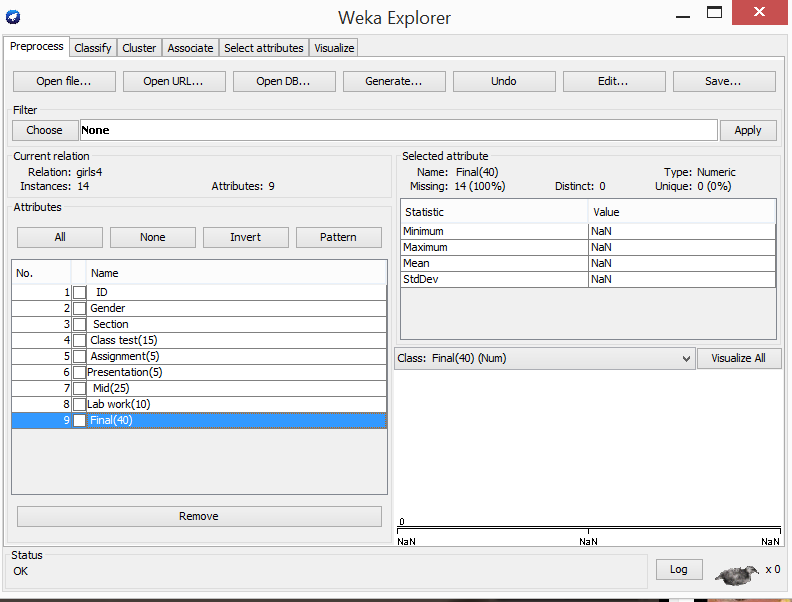 Weka Explorer
Preprocess Classify Cluster Associate Select attributes Visualize
Open file... Open URL... Open DB... Generate... Undo Edit... Save...
Filter
Choose None Apply
Current relation
Relation: girls4
Instances: 14 Attributes: 9
Attributes
All None Invert Pattern
No. Name
1 ID
2 Gender
3 Section
4 Class test(15)
5 Assignment(5)
6 Presentation(5)
7 Mid(25)
8 Lab work(10)
9 Final(40)
Remove
Selected attribute
Name: Final(40) Type: Numeric
Missing: 14 (100%) Distinct: 0 Unique: 0 (0%)
Statistic Value
Minimum NaN
Maximum NaN
Mean NaN
StdDev NaN
Class: Final(40) (Num) Visualize All
0
NaN NaN NaN
Status
OK
Log x 0